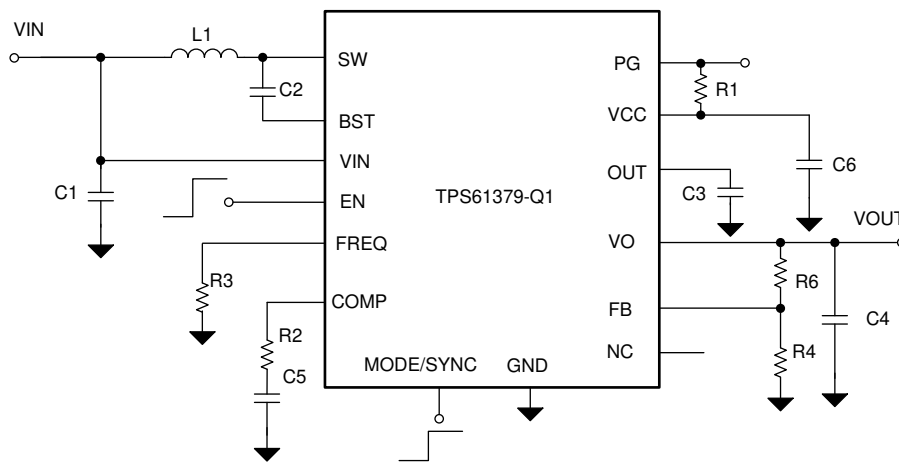 VIN
L1
SW
C2
BST
VIN
C1
EN
FREQ
R3
COMP
R2
C5
MODE/SYNC
GND
TPS61379-Q1
PG
R1
VCC
OUT
C3
C6
VOUT
VO
R6
FB
C4
R4
NC